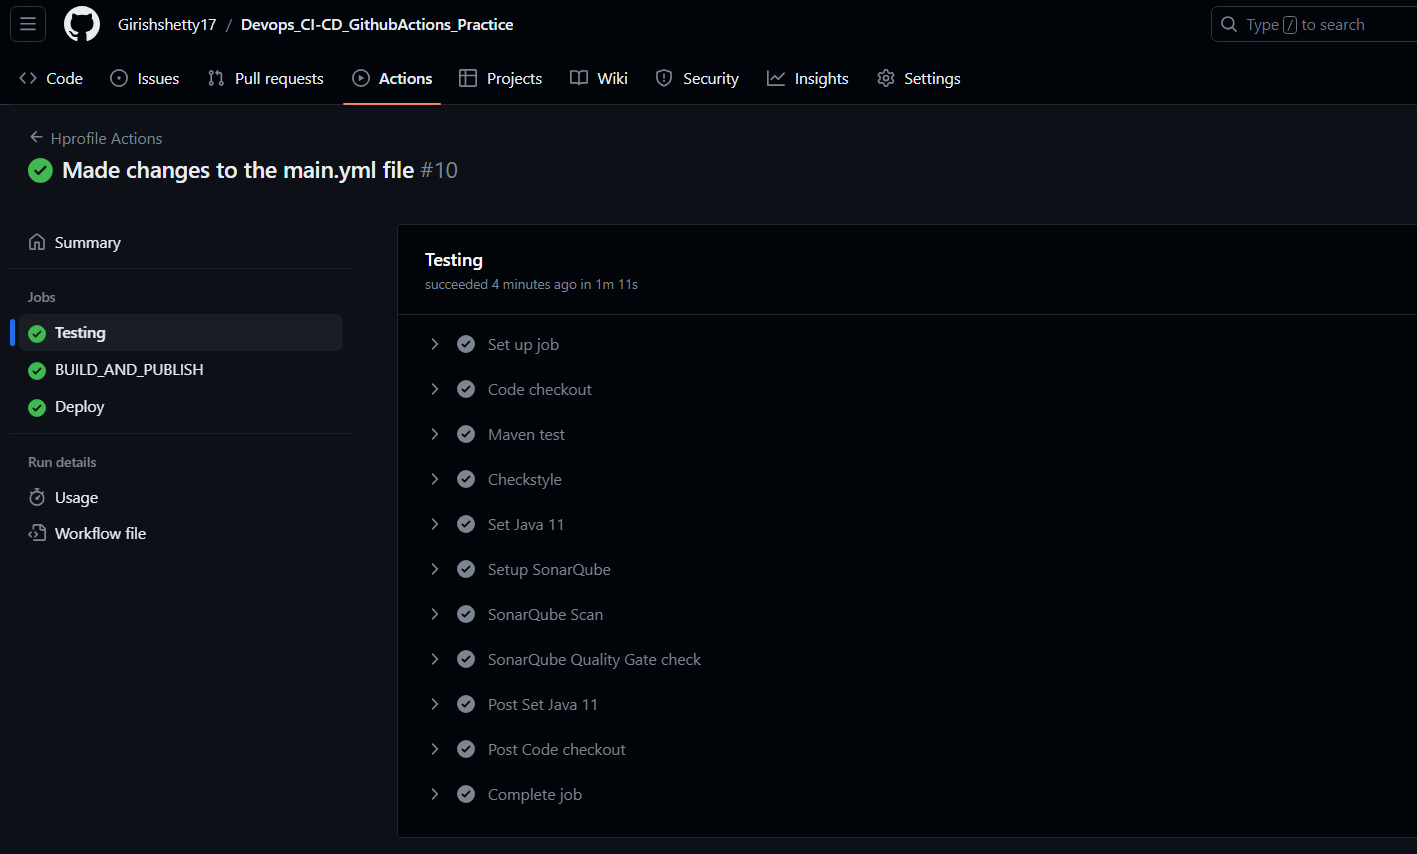 Girishshetty17 / Devops_CI-CD_GithubActions_Practice
Type / to search
Code Issues Pull requests Actions Projects Wiki Security Insights Settings
Hprofile Actions
Made changes to the main.yml file #10
Summary
Jobs
Testing
BUILD_AND_PUBLISH
Deploy
Run details
Usage
Workflow file
Testing
succeeded 4 minutes ago in 1m 11s
Set up job
Code checkout
Maven test
Checkstyle
Set Java 11
Setup SonarQube
SonarQube Scan
SonarQube Quality Gate check
Post Set Java 11
Post Code checkout
Complete job